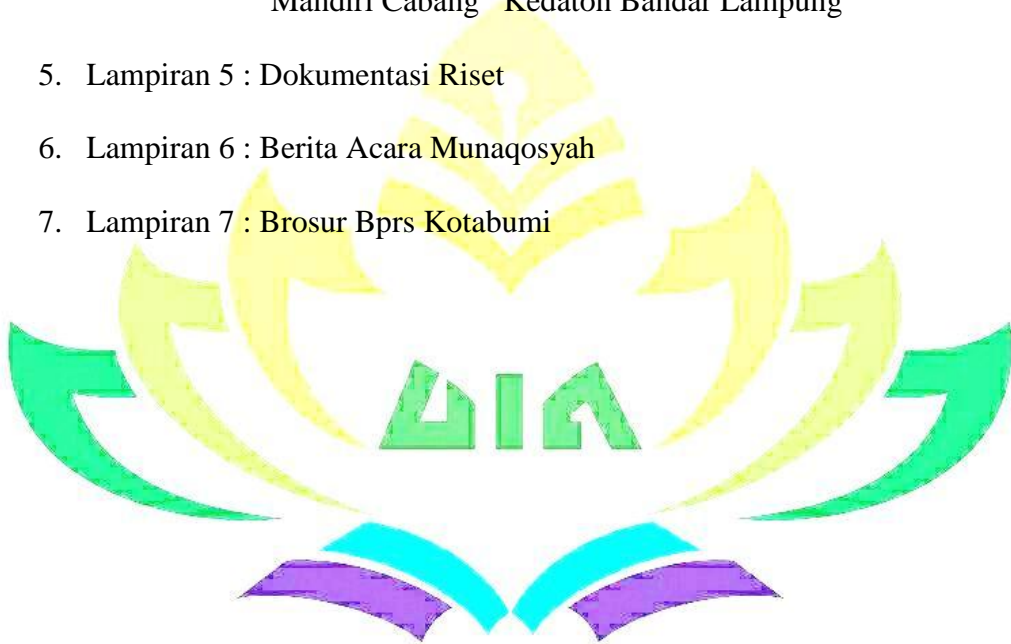 Mandiri Cabang Kedaton Bandar Lampung
5. Lampiran 5 : Dokumentasi Riset
6. Lampiran 6 : Berita Acara Munaqosyah
7. Lampiran 7 : Brosur Bprs Kotabumi